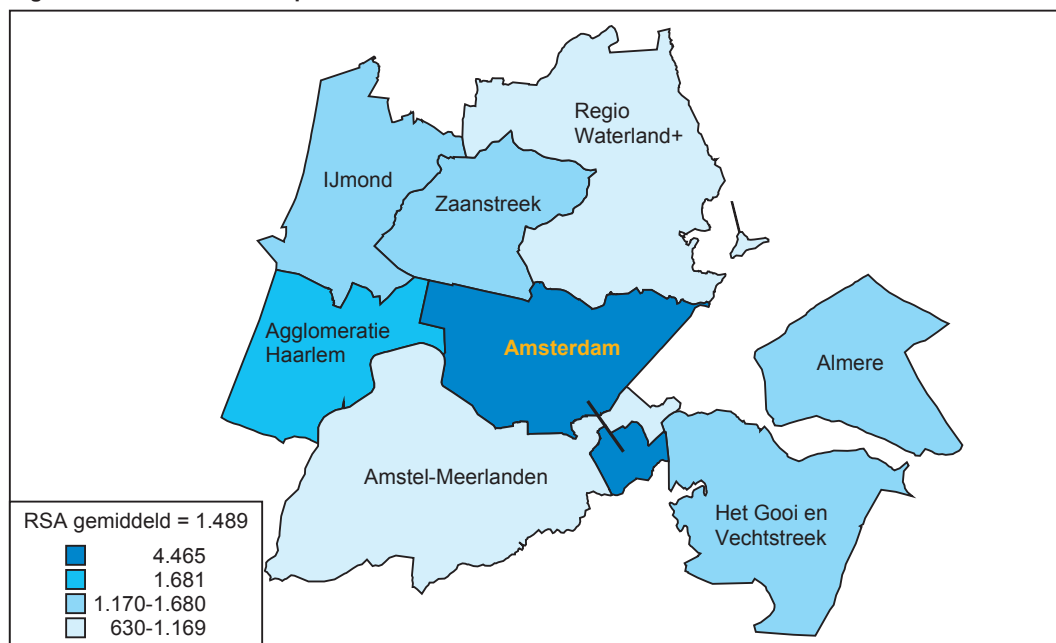 Regio
Waterland+
IJmond
Zaanstreek
Agglomeratie
Haarlem
Amsterdam
Almere
Amstel-Meerlanden
Het Gooi en
Vechtstreek
RSA gemiddeld = 1.489
4.465
1.681
1.170-1.680
630-1.169